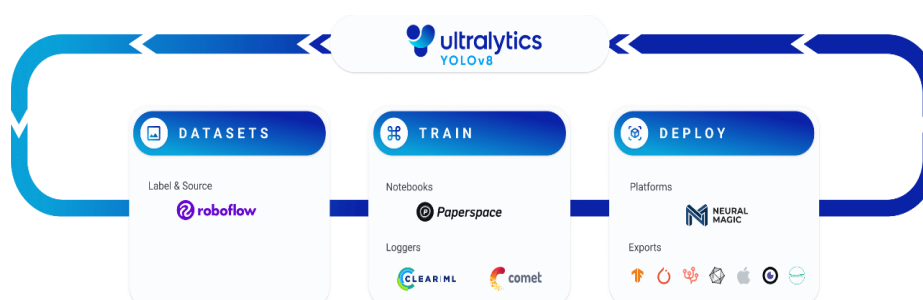 ultralytics
YOLOv8
DATASETS
Label & Source
roboflow
TRAIN
Notebooks
Paperspace
Loggers
CLEAR|ML
comet
DEPLOY
Platforms
NEURAL
MAGIC
Exports